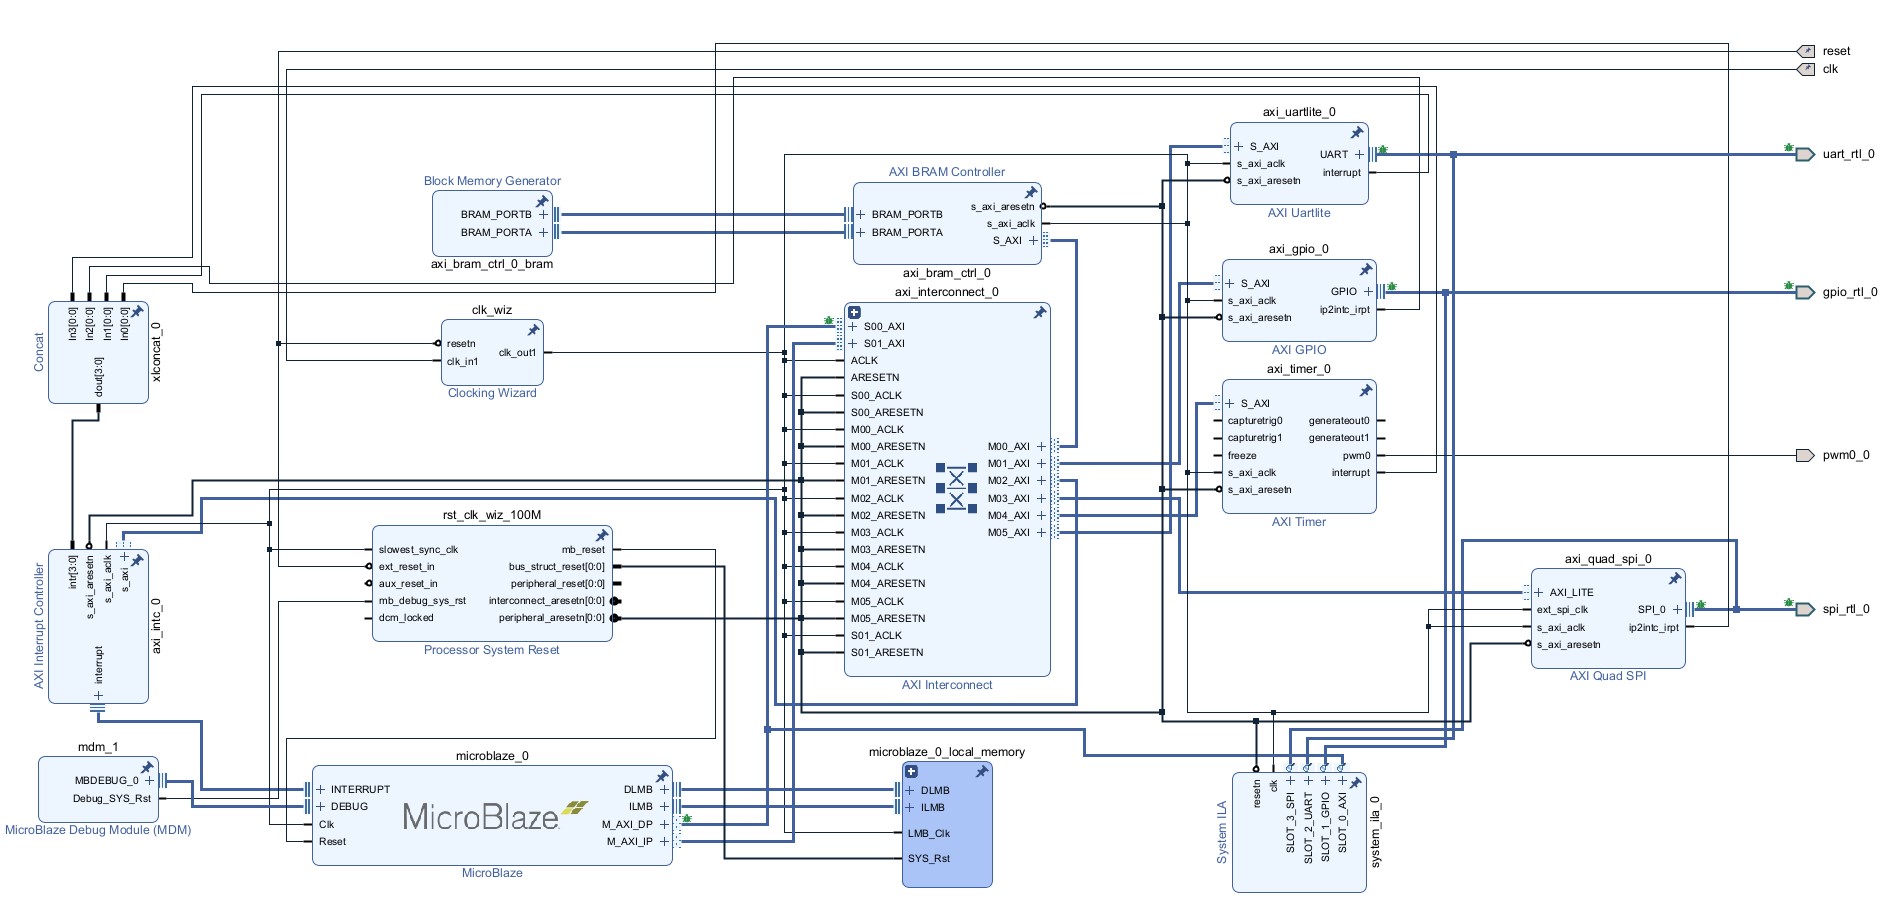 reset
clk
axi_uartlite_0
S_AXI
s_axi_aclk
s_axi_aresetn
UART
interrupt
AXI Uartlite
uart_rtl_0
Block Memory Generator
BRAM_PORTB
BRAM_PORTA
axi_bram_ctrl_0_bram
AXI BRAM Controller
BRAM_PORTB
BRAM_PORTA
s_axi_aresetn
s_axi_aclk
S_AXI
axi_bram_ctrl_0
axi_gpio_0
S_AXI
s_axi_aclk
s_axi_aresetn
GPIO
ip2intc_irpt
AXI GPIO
gpio_rtl_0
Concat
In3[0:0]
In2[0:0]
In1[0:0]
In0[0:0]
dout[3:0]
xlconcat_0
clk_wiz
resetn
clk_in1
clk_out1
Clocking Wizard
axi_interconnect_0
S00_AXI
S01_AXI
ACLK
ARESETN
S00_ACLK
S00_ARESETN
M00_ACLK
M00_ARESETN
M01_ACLK
M01_ARESETN
M02_ACLK
M02_ARESETN
M03_ACLK
M03_ARESETN
M04_ACLK
M04_ARESETN
M05_ACLK
M05_ARESETN
S01_ACLK
S01_ARESETN
M00_AXI
M01_AXI
M02_AXI
M03_AXI
M04_AXI
M05_AXI
AXI Interconnect
axi_timer_0
S_AXI
capturetrig0
capturetrig1
freeze
s_axi_aclk
s_axi_aresetn
generateout0
generateout1
pwm0
interrupt
AXI Timer
pwm0_0
rst_clk_wiz_100M
slowest_sync_clk
ext_reset_in
aux_reset_in
mb_debug_sys_rst
dcm_locked
mb_reset
bus_struct_reset[0:0]
peripheral_reset[0:0]
interconnect_aresetn[0:0]
peripheral_aresetn[0:0]
Processor System Reset
AXI Interrupt Controller
intr[3:0]
s_axi_aresetn
s_axi_aclk
s_axi
interrupt
axi_intc_0
axi_quad_spi_0
AXI_LITE
ext_spi_clk
s_axi_aclk
s_axi_aresetn
SPI_0
ip2intc_irpt
AXI Quad SPI
spi_rtl_0
mdm_1
MBDEBUG_0
Debug_SYS_Rst
MicroBlaze Debug Module (MDM)
microblaze_0
INTERRUPT
DEBUG
Clk
Reset
MicroBlaze
DLMB
ILMB
M_AXI_DP
M_AXI_IP
MicroBlaze
microblaze_0_local_memory
DLMB
ILMB
LMB_Clk
SYS_Rst
System ILA
resetn
clk
SLOT_3_SPI
SLOT_2_UART
SLOT_1_GPIO
SLOT_0_AXI
system_ila_0